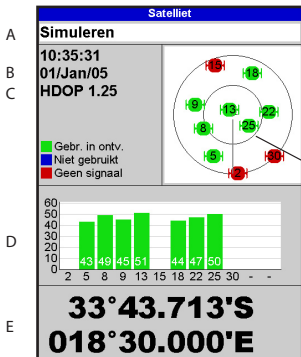 Satelliet
A Simuleren
10:35:31
B 01/Jan/05
C HDOP 1.25
15 18
9 13 22
8 25
5 30
2
Gebr. in ontv.
Niet gebruikt
Geen signaal
D
60
50
40
30
20
10
0
43 49 45 51 44 47 50
2 5 8 9 13 15 18 22 25 30 - -
33°43.713'S
E
018°30.000'E